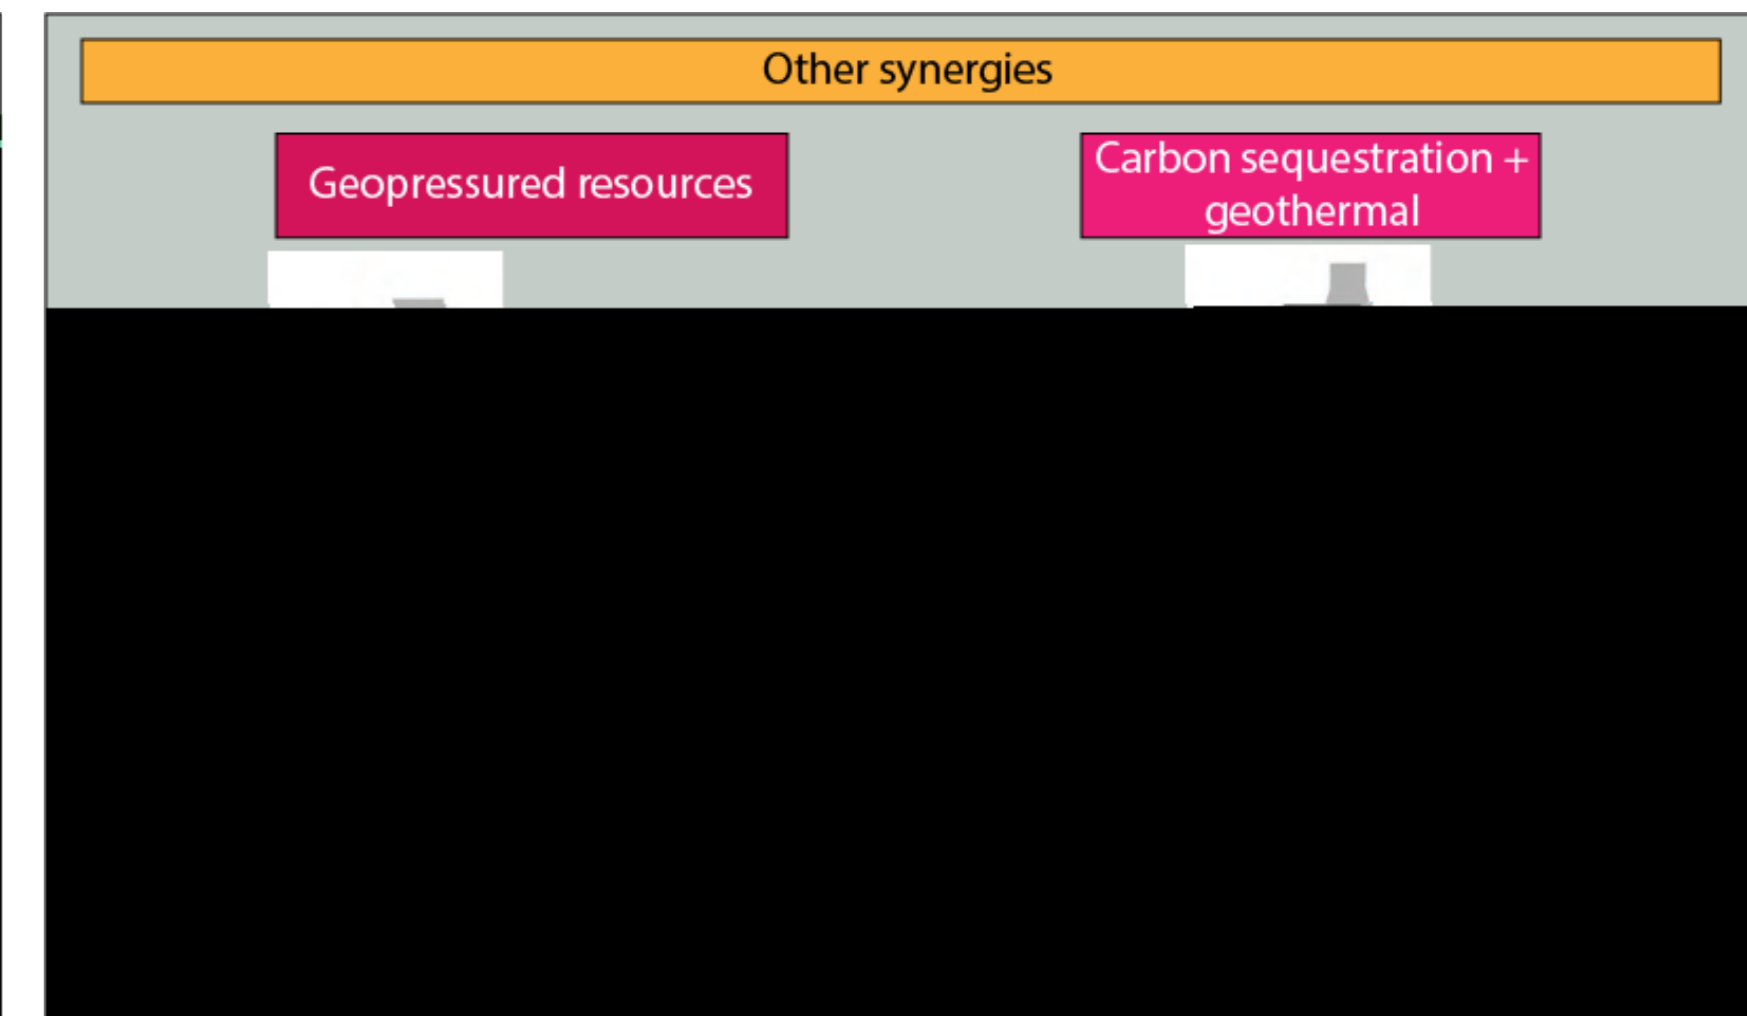 Other synergies
Geopressured resources
Carbon sequestration +
geothermal